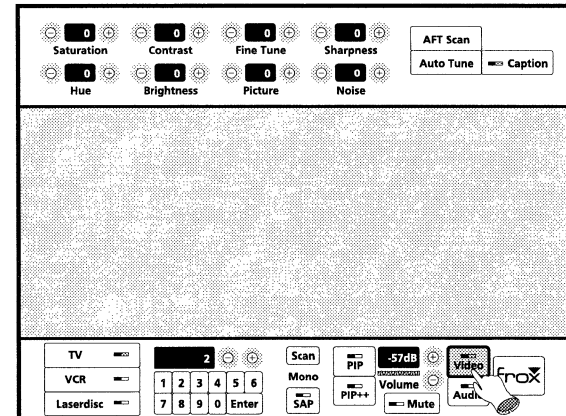 0 0 0 0
Saturation Contrast Fine Tune Sharpness
AFT Scan
0 0 0 0
Auto Tune Caption
Hue Brightness Picture Noise
TV 2 Scan PIP -57dB Video
VCR 1 2 3 4 5 6 Mono Volume frox
Laserdisc 7 8 9 0 Enter SAP PIP++ Mute Audi